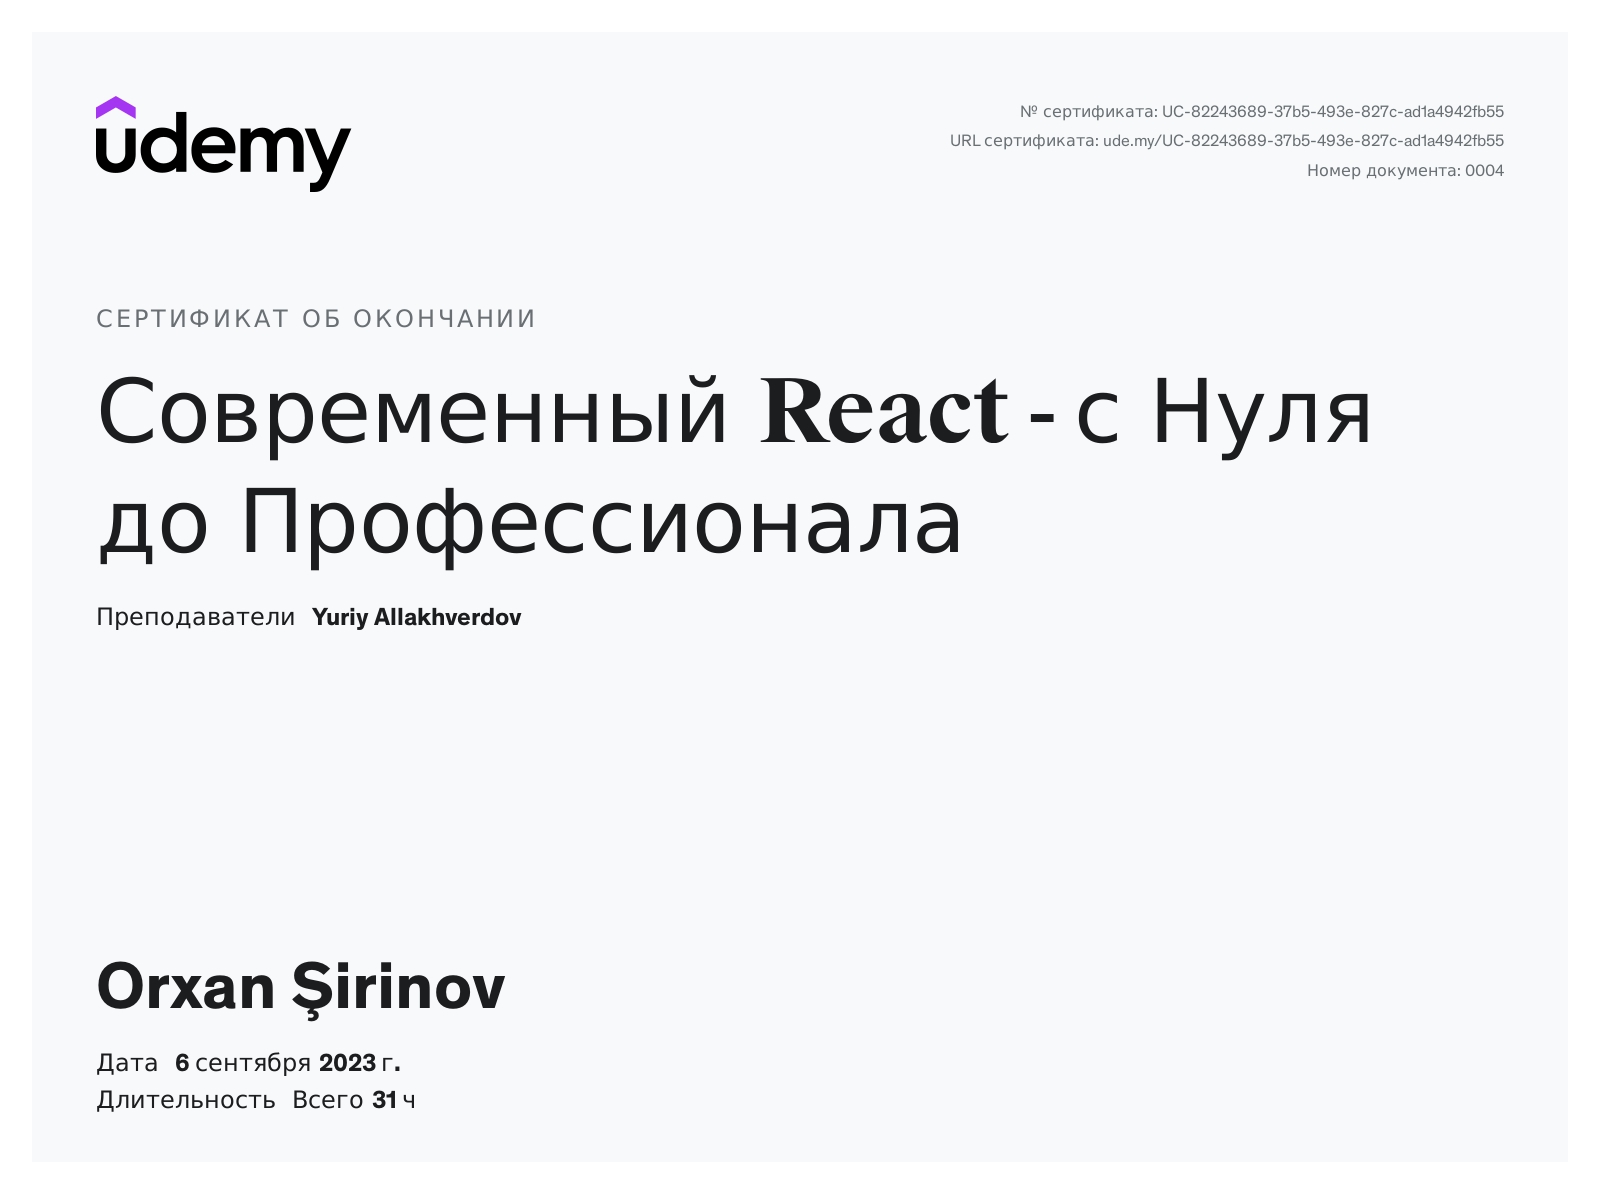 udemy
№ сертификата: UC-82243689-37b5-493e-827c-ad1a4942fb55
URL сертификата: ude.my/UC-82243689-37b5-493e-827c-ad1a4942fb55
Номер документа: 0004
СЕРТИФИКАТ ОБ ОКОНЧАНИИ
Современный React - с Нуля
до Профессионала
Преподаватели Yuriy Allakhverdov
Orxan Şirinov
Дата 6 сентября 2023 г.
Длительность Всего 31 ч